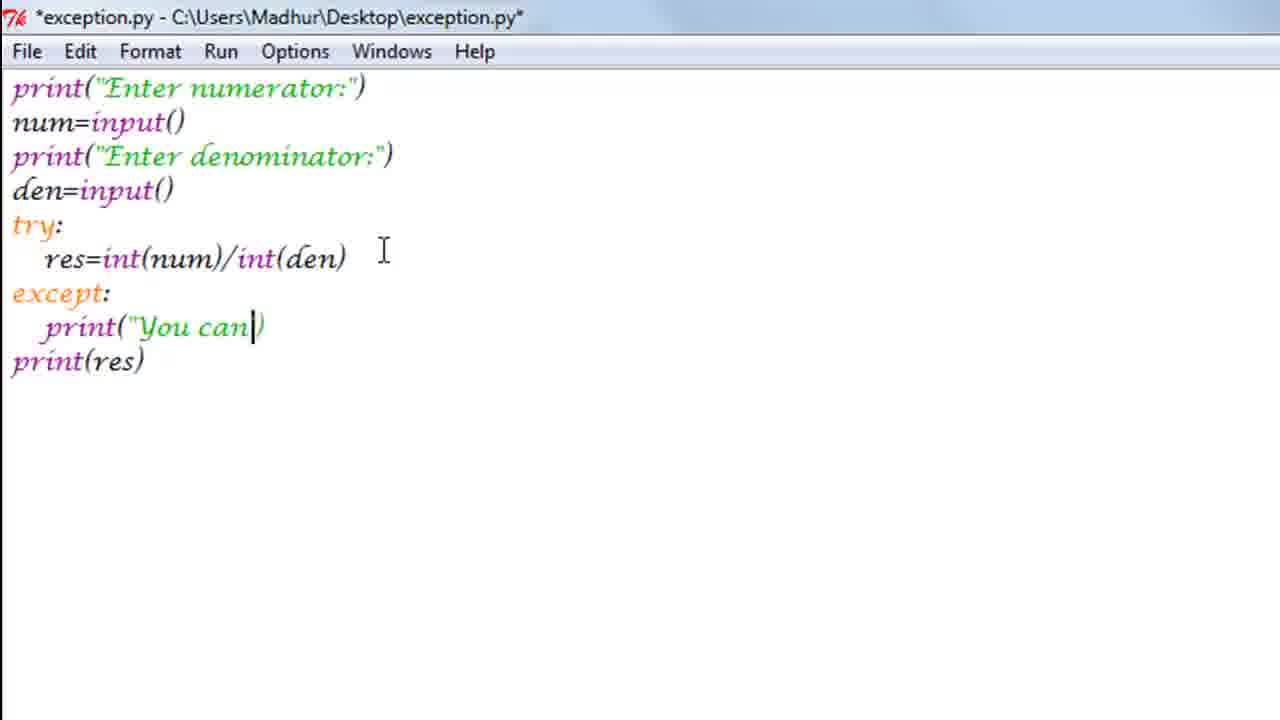 *exception.py - C:\Users\Madhur\Desktop\exception.py*
File Edit Format Run Options Windows Help
print("Enter numerator:")
num=input()
print("Enter denominator:")
den=input()
try:
    res=int(num)/int(den)
except:
    print("You can)
print(res)